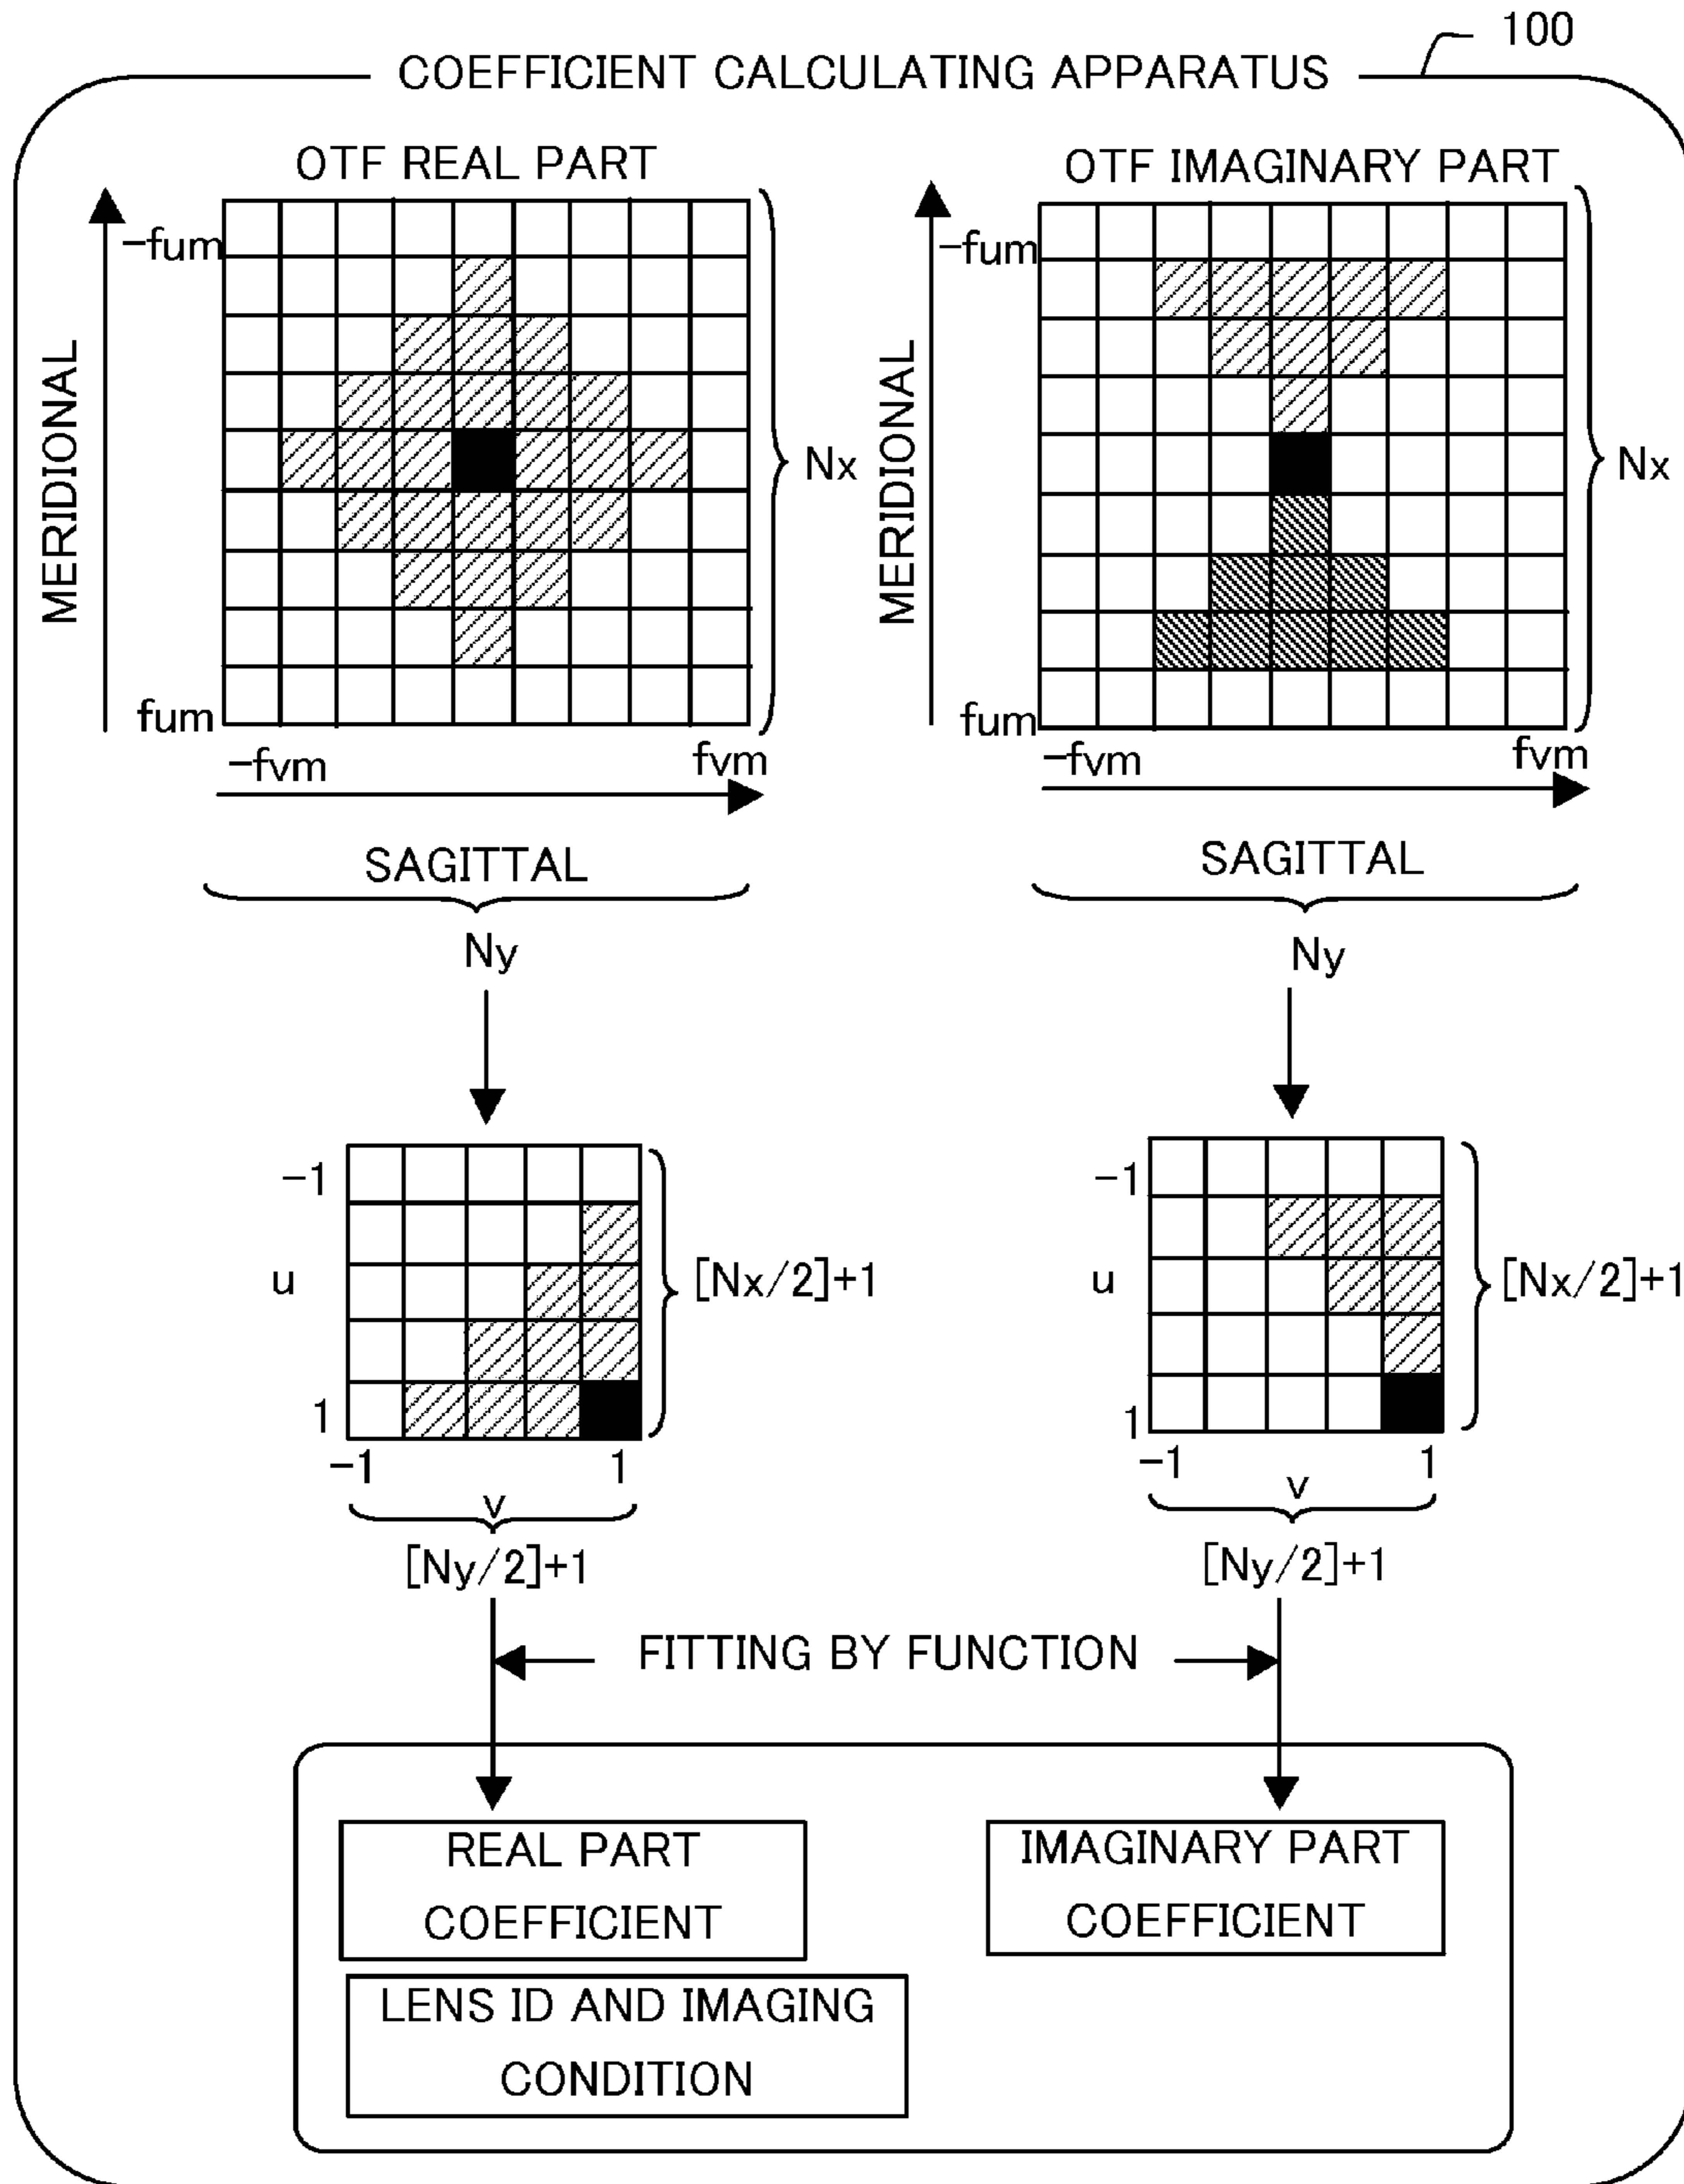 100
COEFFICIENT CALCULATING APPARATUS
OTF REAL PART
OTF IMAGINARY PART
-fum
-fum
MERIDIONAL
Nx
MERIDIONAL
Nx
fum
fum
-fvm
fvm
-fvm
fvm
SAGITTAL
SAGITTAL
Ny
Ny
-1
-1
u
[Nx/2]+1
u
[Nx/2]+1
1
1
-1
1
-1
1
v
v
[Ny/2]+1
[Ny/2]+1
FITTING BY FUNCTION
REAL PART
COEFFICIENT
IMAGINARY PART
COEFFICIENT
LENS ID AND IMAGING
CONDITION